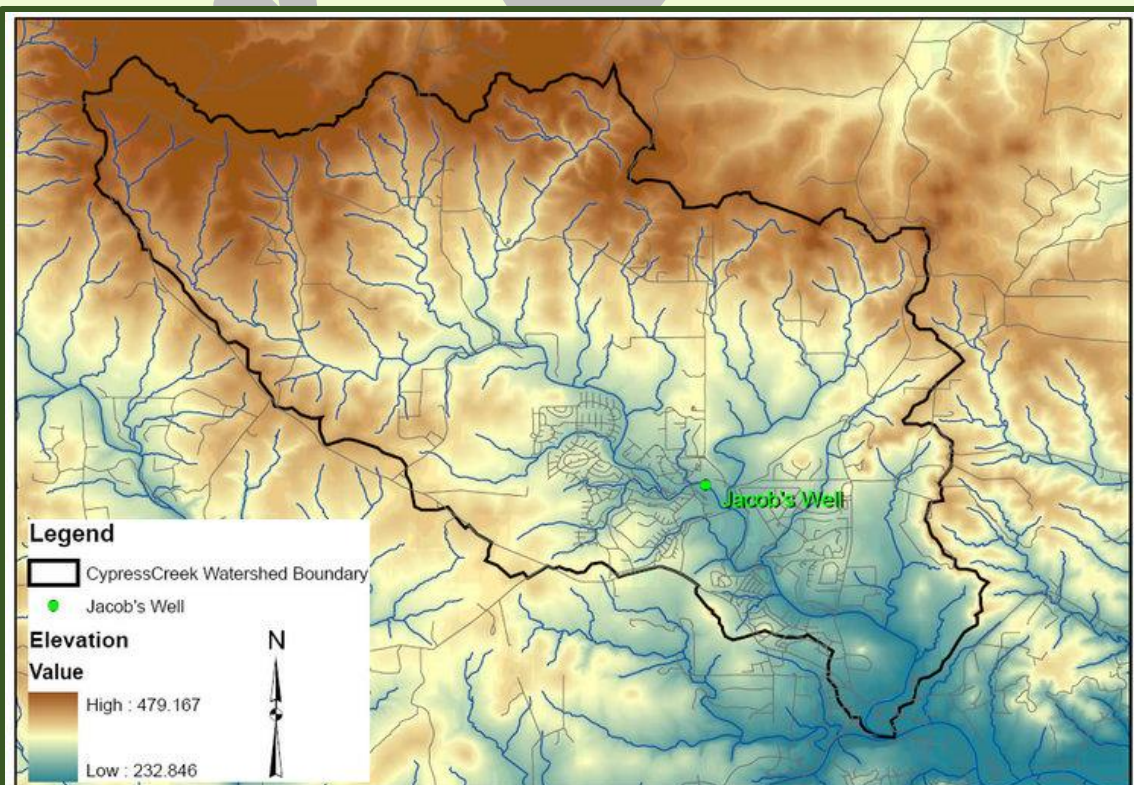 Jacob's Well
Legend
CypressCreek Watershed Boundary
Jacob's Well
Elevation
Value
High : 479.167
Low : 232.846
N